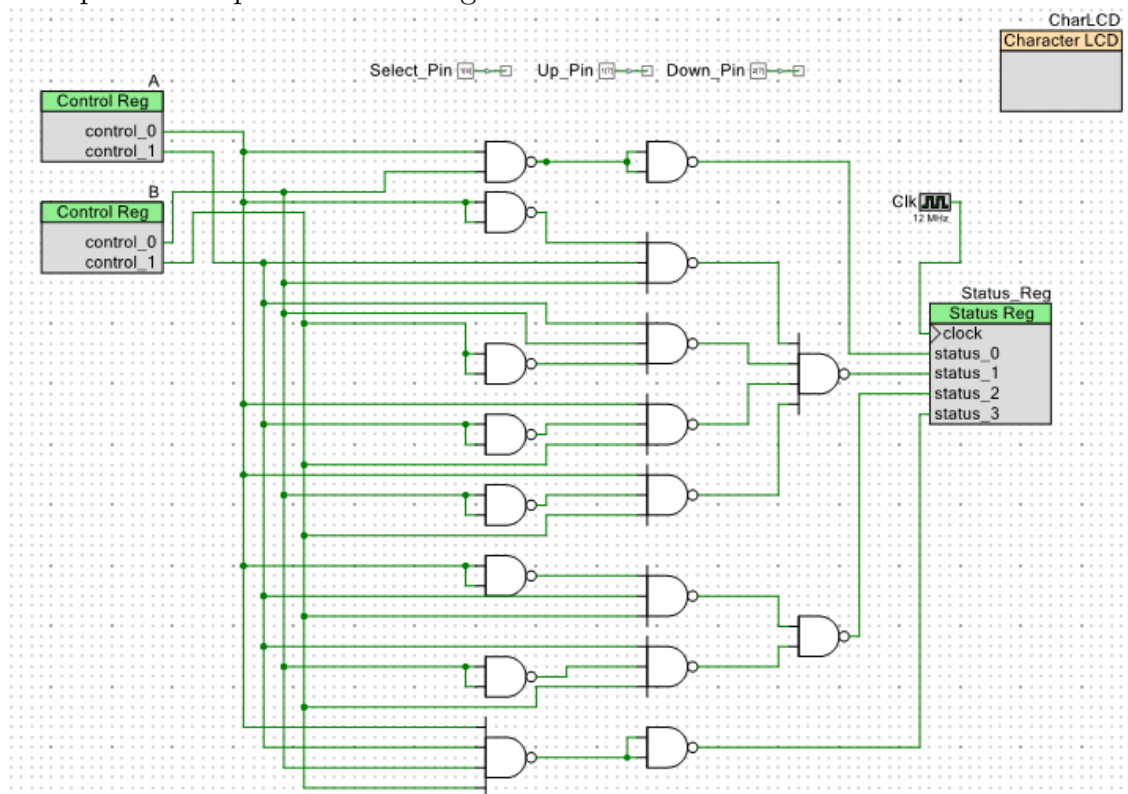 CharLCD
Character LCD
Select_Pin
Up_Pin
Down_Pin
A
Control Reg
control_0
control_1
B
Control Reg
control_0
control_1
Clk
12 MHz
Status_Reg
Status Reg
clock
status_0
status_1
status_2
status_3